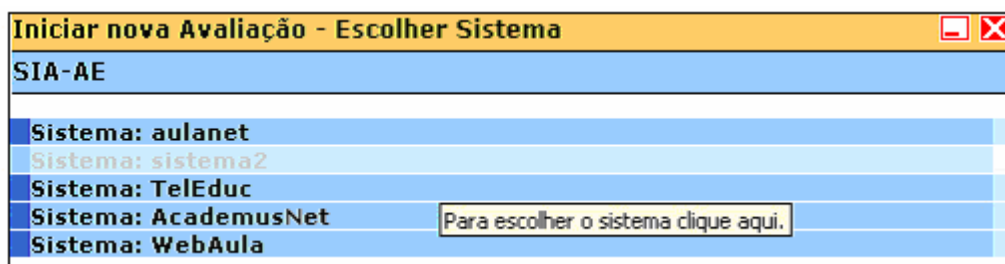 Iniciar nova Avaliação - Escolher Sistema
SIA-AE
Sistema: aulanet
Sistema: sistema2
Sistema: TelEduc
Sistema: AcademusNet
Para escolher o sistema clique aqui.
Sistema: WebAula